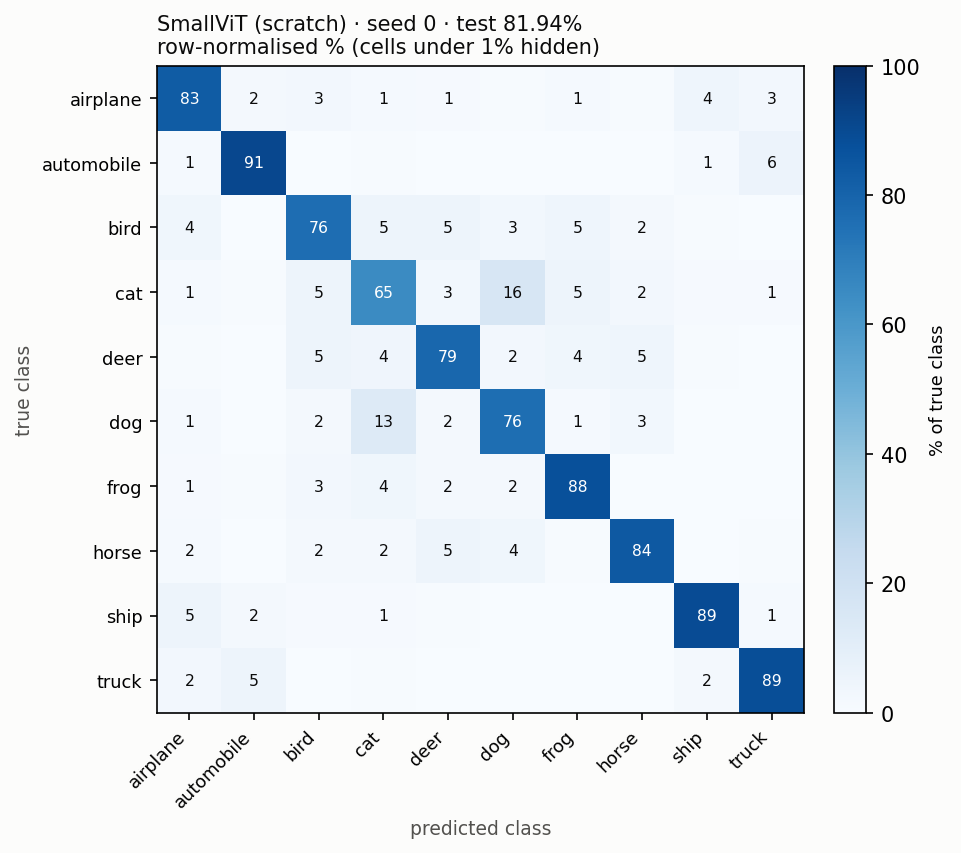 SmallViT (scratch) · seed 0 · test 81.94%
row-normalised % (cells under 1% hidden)
airplane 83 2 3 1 1 1 4 3
automobile 1 91 1 6
bird 4 76 5 5 3 5 2
cat 1 5 65 3 16 5 2 1
deer 5 4 79 2 4 5
dog 1 2 13 2 76 1 3
frog 1 3 4 2 2 88
horse 2 2 2 5 4 84
ship 5 2 1 89 1
truck 2 5 2 89
airplane automobile bird cat deer dog frog horse ship truck
predicted class
true class
100
80
60
40
20
0
% of true class